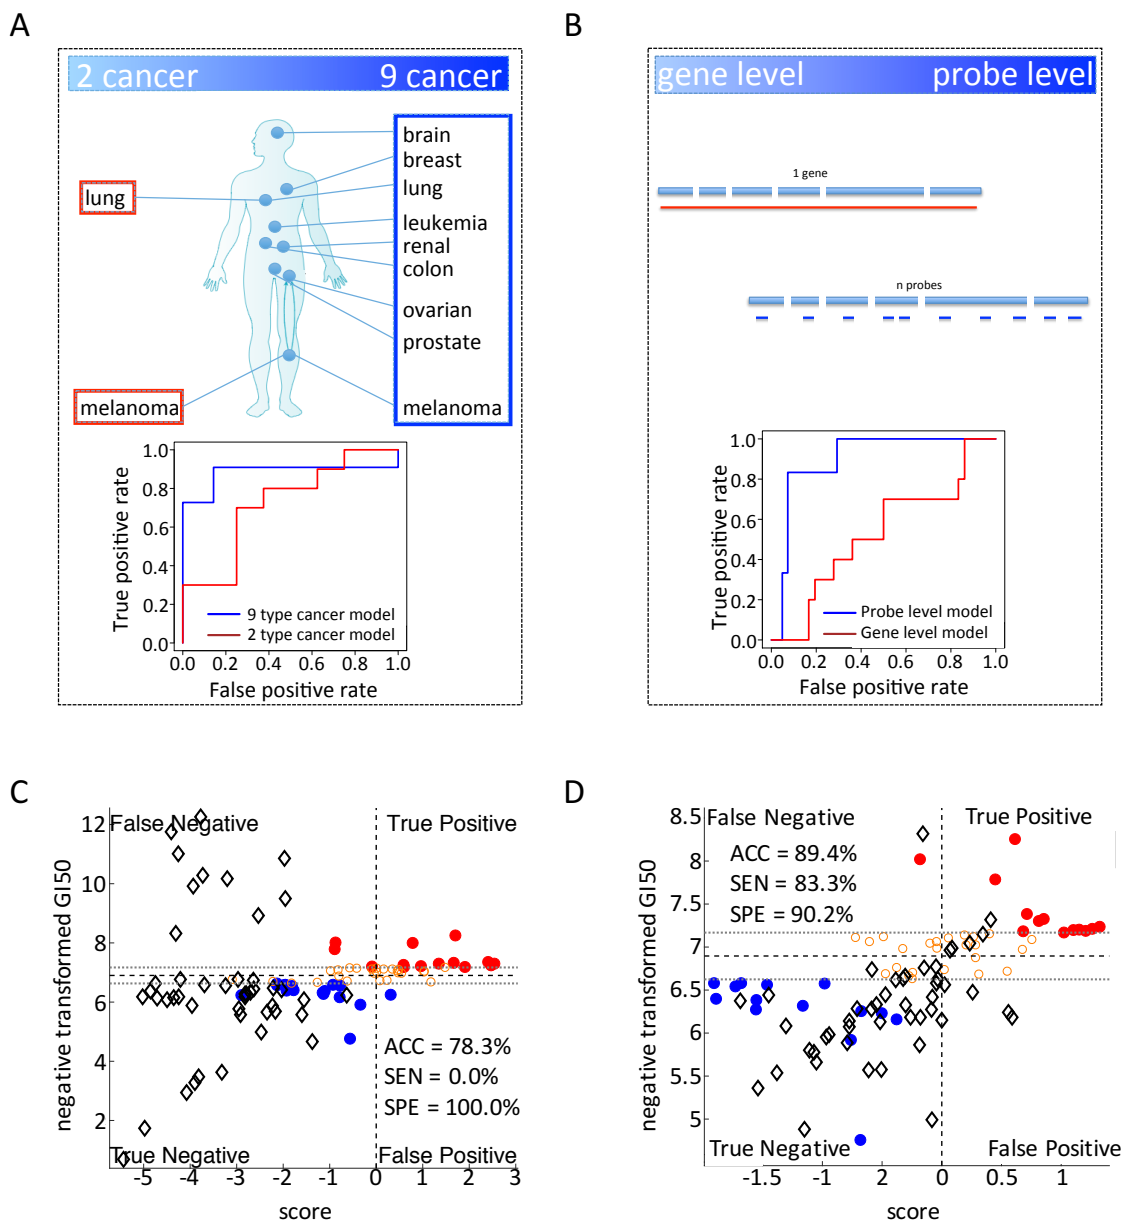 A
2 cancer 9 cancer
brain
breast
lung
lung
leukemia
renal
colon
ovarian
prostate
melanoma
melanoma
True positive rate
1.0
0.8
0.6
0.4
0.2
0.0
9 type cancer model
2 type cancer model
0.0 0.2 0.4 0.6 0.8 1.0
False positive rate
B
gene level probe level
1 gene
n probes
True positive rate
1.0
0.8
0.6
0.4
0.2
0.0
Probe level model
Gene level model
0.0 0.2 0.4 0.6 0.8 1.0
False positive rate
C
negative transformed GI50
12
10
8
6
4
2
False Negative True Positive
ACC = 78.3%
SEN = 0.0%
SPE = 100.0%
True Negative False Positive
-5 -4 -3 -2 -1 0 1 2 3
score
D
negative transformed GI50
8.5
8
7.5
7
6.5
6
5.5
5
False Negative True Positive
ACC = 89.4%
SEN = 83.3%
SPE = 90.2%
True Negative False Positive
-1.5 -1 2 0 0.5 1 1.5
score